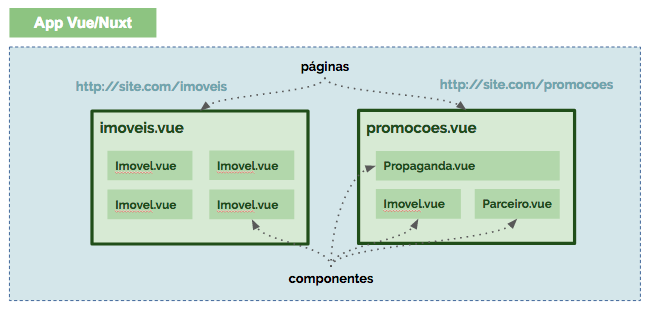 App Vue/Nuxt
páginas
http://site.com/imoveis
http://site.com/promocoes
imoveis.vue
Imovel.vue
Imovel.vue
Imovel.vue
Imovel.vue
promocoes.vue
Propaganda.vue
Imovel.vue
Parceiro.vue
componentes